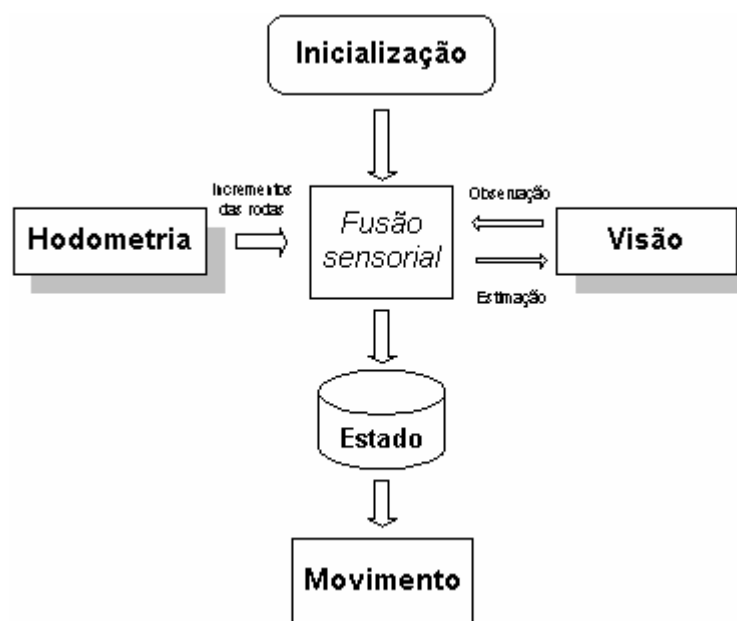 Inicialização
Incrementos
das rodas
Observação
Hodometria
Fusão
sensorial
Visão
Estimação
Estado
Movimento